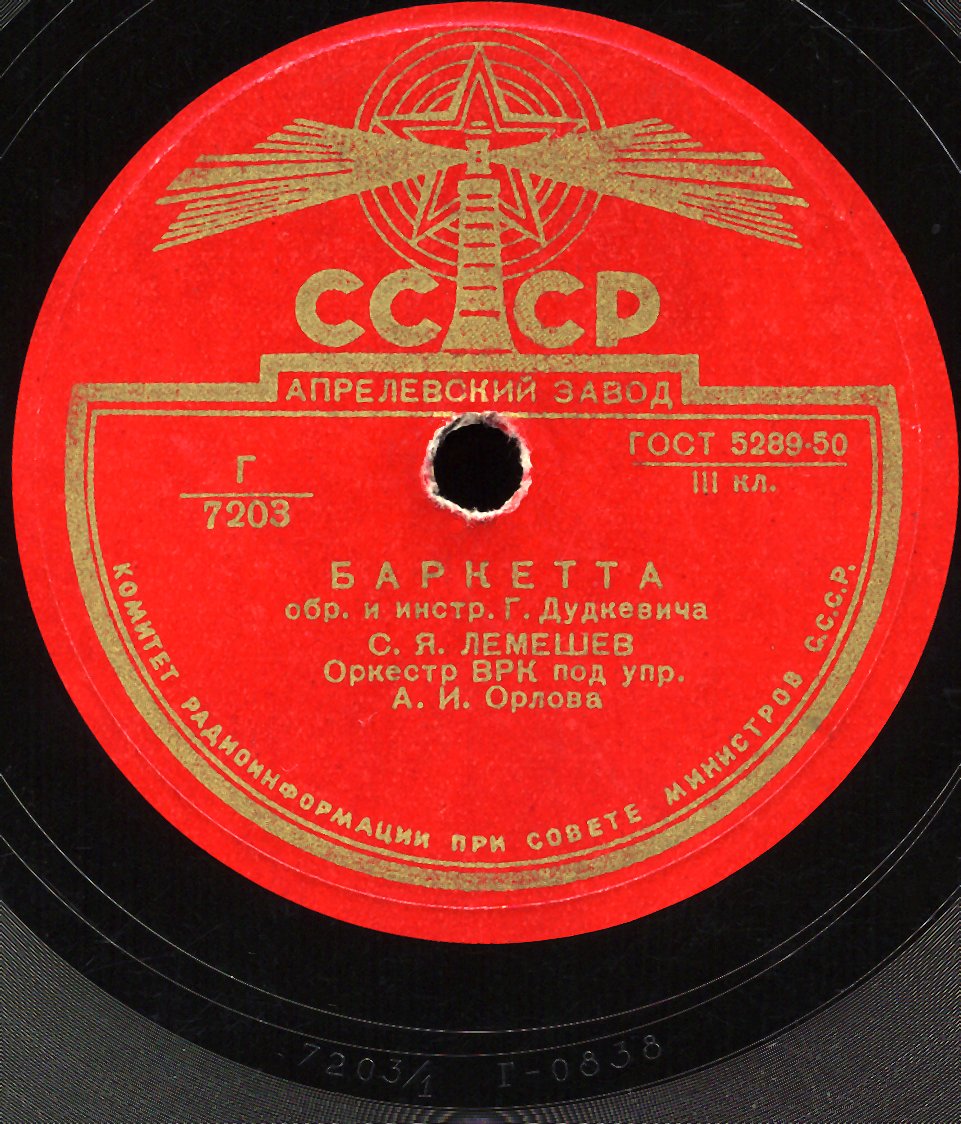 СССР
АПРЕЛЕВСКИЙ ЗАВОД
Г
7203
ГОСТ 5289-50
III кл.
БАРКЕТТА
обр. и инстр. Г. Дудкевича
С. Я. ЛЕМЕШЕВ
Оркестр ВРК под упр.
А. И. Орлова
КОМИТЕТ РАДИОИНФОРМАЦИИ ПРИ СОВЕТЕ МИНИСТРОВ С.С.С.Р.
7203/1 Г-0838